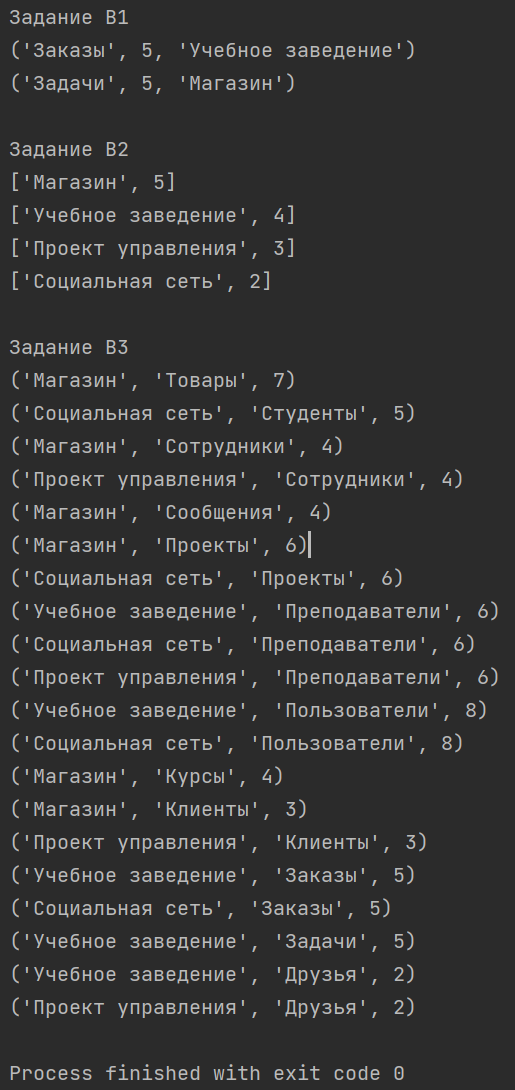 Задание В1
('Заказы', 5, 'Учебное заведение')
('Задачи', 5, 'Магазин')
Задание В2
['Магазин', 5]
['Учебное заведение', 4]
['Проект управления', 3]
['Социальная сеть', 2]
Задание В3
('Магазин', 'Товары', 7)
('Социальная сеть', 'Студенты', 5)
('Магазин', 'Сотрудники', 4)
('Проект управления', 'Сотрудники', 4)
('Магазин', 'Сообщения', 4)
('Магазин', 'Проекты', 6)
('Социальная сеть', 'Проекты', 6)
('Учебное заведение', 'Преподаватели', 6)
('Социальная сеть', 'Преподаватели', 6)
('Проект управления', 'Преподаватели', 6)
('Учебное заведение', 'Пользователи', 8)
('Социальная сеть', 'Пользователи', 8)
('Магазин', 'Курсы', 4)
('Магазин', 'Клиенты', 3)
('Проект управления', 'Клиенты', 3)
('Учебное заведение', 'Заказы', 5)
('Социальная сеть', 'Заказы', 5)
('Учебное заведение', 'Задачи', 5)
('Учебное заведение', 'Друзья', 2)
('Проект управления', 'Друзья', 2)
Process finished with exit code 0